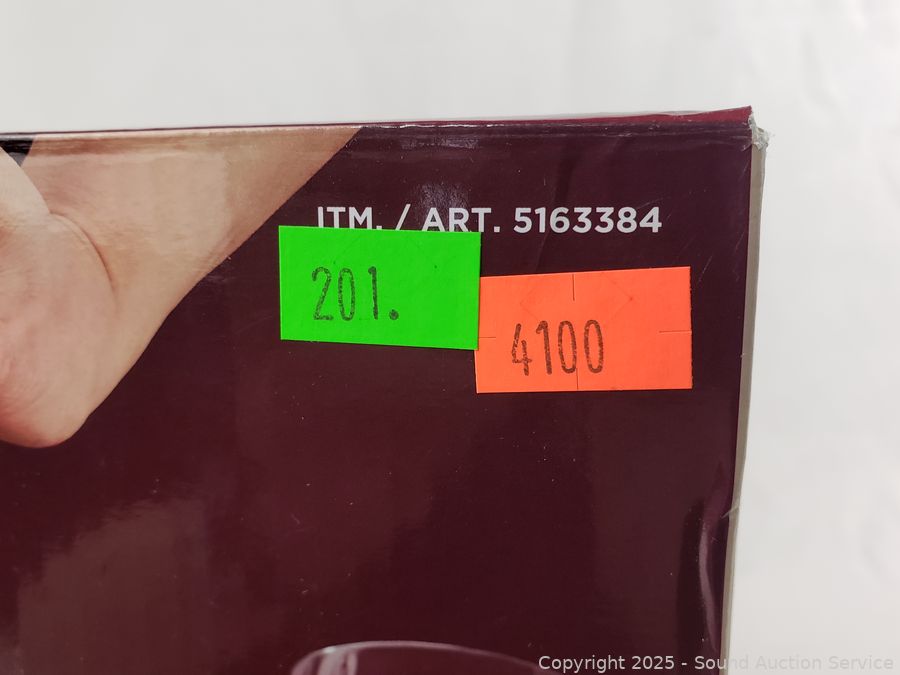 ITM. / ART. 5163384
201.
4100
Copyright 2025 - Sound Auction Service